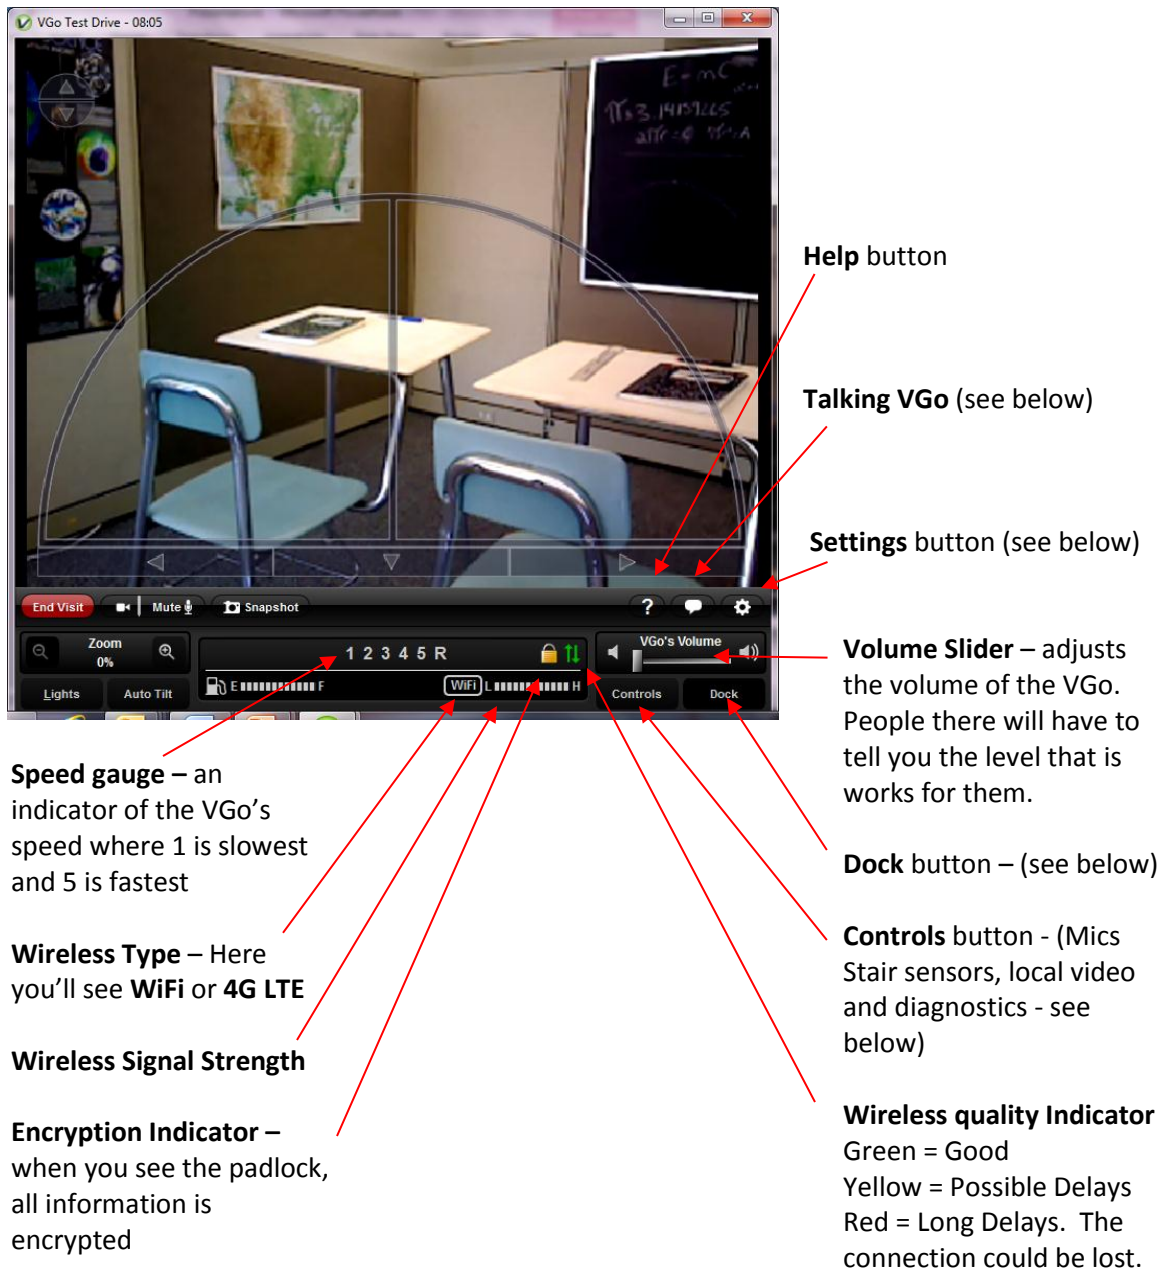 VGo Test Drive - 08:05
π=3.14159265
Help button
Talking VGo (see below)
Settings button (see below)
End Visit
Mute
Snapshot
?
Zoom
0%
1 2 3 4 5 R
VGo's Volume
E
F
WiFi
L
H
Lights
Auto Tilt
Controls
Dock
Volume Slider – adjusts
the volume of the VGo.
People there will have to
tell you the level that is
works for them.
Speed gauge – an
indicator of the VGo’s
speed where 1 is slowest
and 5 is fastest
Dock button – (see below)
Wireless Type – Here
you’ll see WiFi or 4G LTE
Controls button - (Mics
Stair sensors, local video
and diagnostics - see
below)
Wireless Signal Strength
Encryption Indicator –
when you see the padlock,
all information is
encrypted
Wireless quality Indicator
Green = Good
Yellow = Possible Delays
Red = Long Delays.  The
connection could be lost.